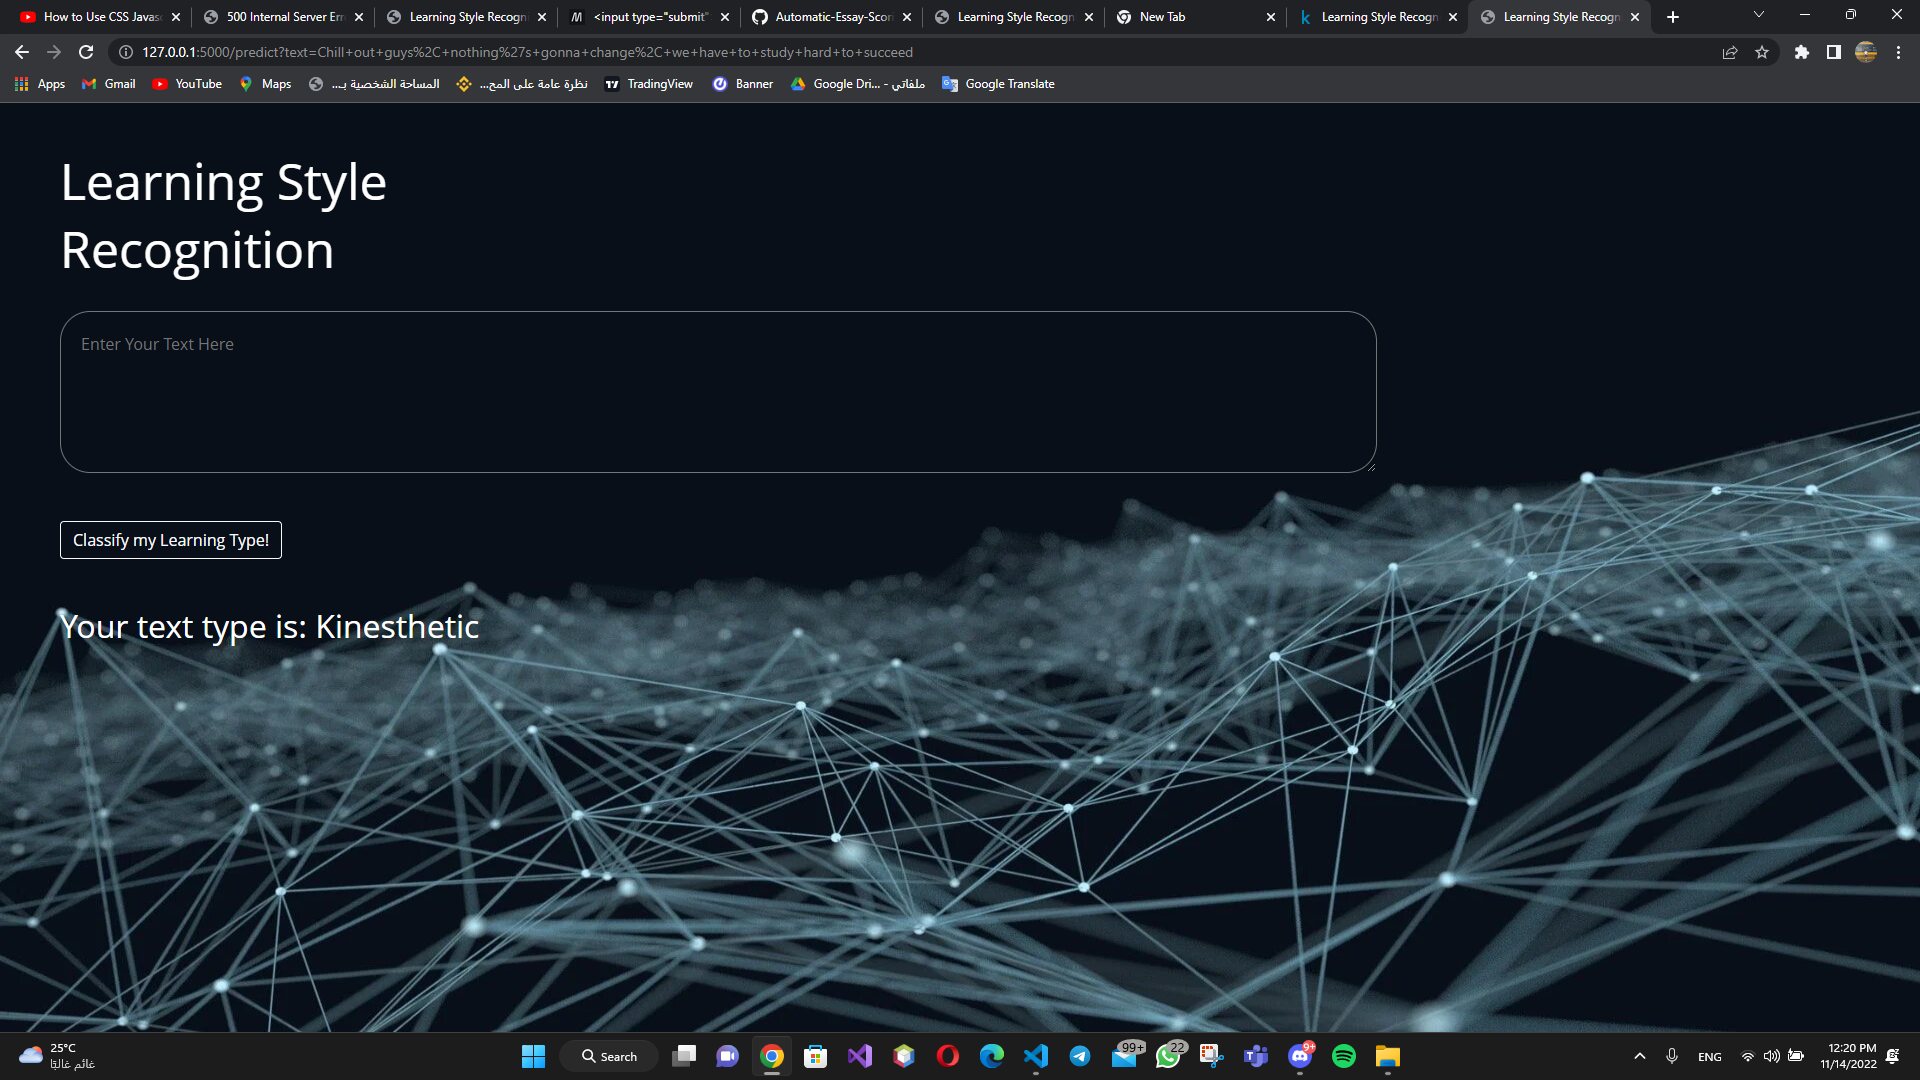 How to Use CSS Javas
500 Internal Server Err
Learning Style Recogn
<input type="submit"
Automatic-Essay-Scori
Learning Style Recogn
New Tab
Learning Style Recogn
Learning Style Recogn
127.0.0.1:5000/predict?text=Chill+out+guys%2C+nothing%27s+gonna+change%2C+we+have+to+study+hard+to+succeed
Apps
Gmail
YouTube
Maps
المساحة الشخصية بـ...
نظرة عامة على المح...
TradingView
Banner
ملفاتي - Google Dri...
Google Translate
Learning Style
Recognition
Enter Your Text Here
Classify my Learning Type!
Your text type is: Kinesthetic
25°C
غائم غالبًا
Search
99+
22
9+
ENG
12:20 PM
11/14/2022